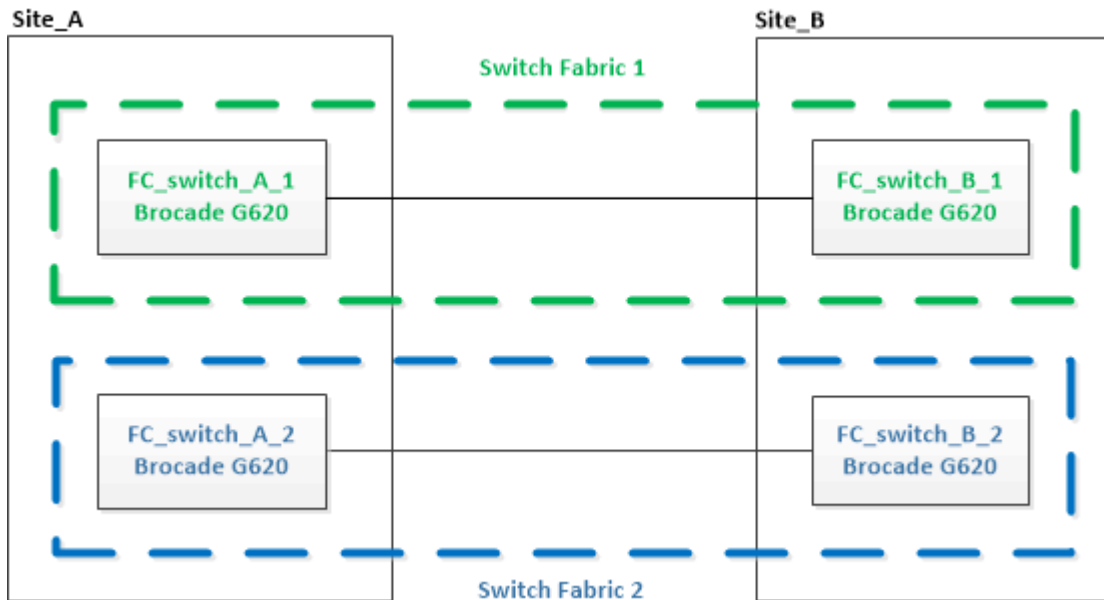 Site_A
Site_B
Switch Fabric 1
FC_switch_A_1
Brocade G620
FC_switch_B_1
Brocade G620
FC_switch_A_2
Brocade G620
FC_switch_B_2
Brocade G620
Switch Fabric 2